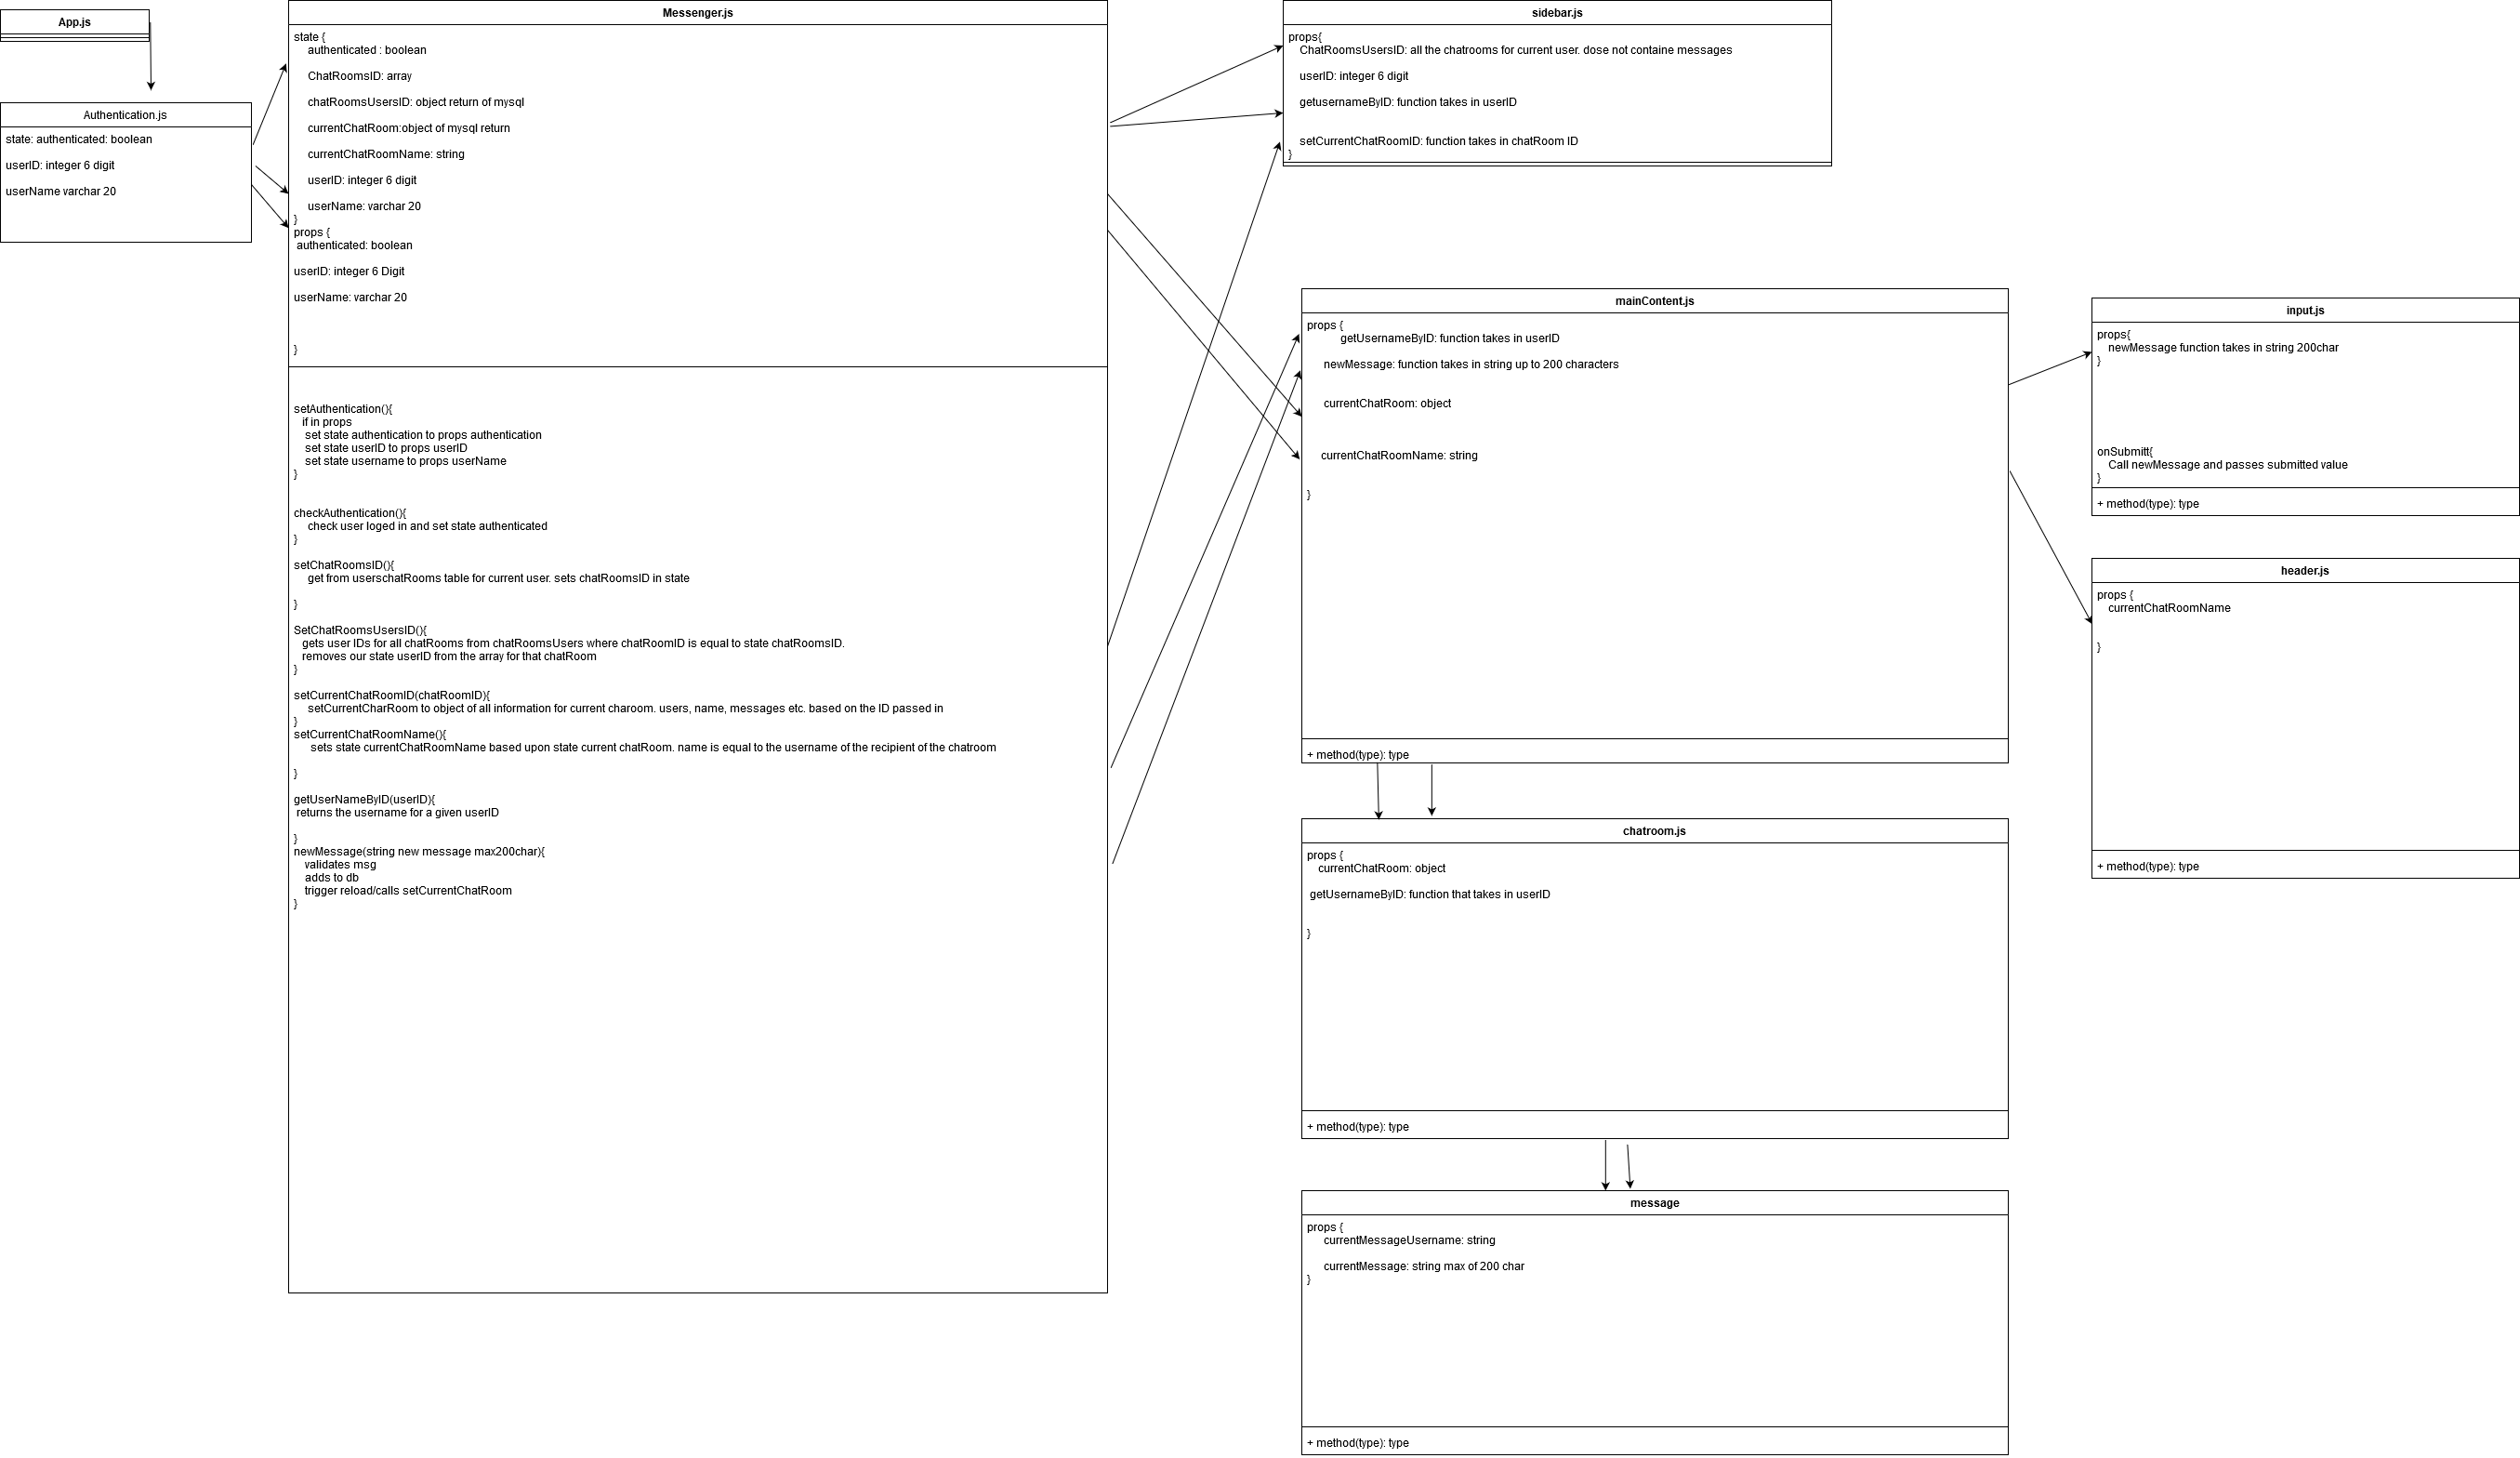 App.js
Authentication.js
state: authenticated: boolean
userID: integer 6 digit
userName varchar 20
Messenger.js
state {
authenticated : boolean
ChatRoomsID: array
chatRoomsUsersID: object return of mysql
currentChatRoom:object of mysql return
currentChatRoomName: string
userID: integer 6 digit
userName: varchar 20
}
props {
authenticated: boolean
userID: integer 6 Digit
userName: varchar 20
}
setAuthentication(){
if in props
set state authentication to props authentication
set state userID to props userID
set state username to props userName
}
checkAuthentication(){
check user loged in and set state authenticated
}
setChatRoomsID(){
get from userschatRooms table for current user. sets chatRoomsID in state
}
SetChatRoomsUsersID(){
gets user IDs for all chatRooms from chatRoomsUsers where chatRoomID is equal to state chatRoomsID.
removes our state userID from the array for that chatRoom
}
setCurrentChatRoomID(chatRoomID){
setCurrentCharRoom to object of all information for current charoom. users, name, messages etc. based on the ID passed in
}
setCurrentChatRoomName(){
sets state currentChatRoomName based upon state current chatRoom. name is equal to the username of the recipient of the chatroom
}
getUserNameByID(userID){
returns the username for a given userID
}
newMessage(string new message max200char){
validates msg
adds to db
trigger reload/calls setCurrentChatRoom
}
sidebar.js
props{
ChatRoomsUsersID: all the chatrooms for current user. dose not containe messages
userID: integer 6 digit
getusernameByID: function takes in userID
setCurrentChatRoomID: function takes in chatRoom ID
}
mainContent.js
props {
getUsernameByID: function takes in userID
newMessage: function takes in string up to 200 characters
currentChatRoom: object
currentChatRoomName: string
}
+ method(type): type
input.js
props{
newMessage function takes in string 200char
}
onSubmitt{
Call newMessage and passes submitted value
}
+ method(type): type
header.js
props {
currentChatRoomName
}
+ method(type): type
chatroom.js
props {
currentChatRoom: object
getUsernameByID: function that takes in userID
}
+ method(type): type
message
props {
currentMessageUsername: string
currentMessage: string max of 200 char
}
+ method(type): type